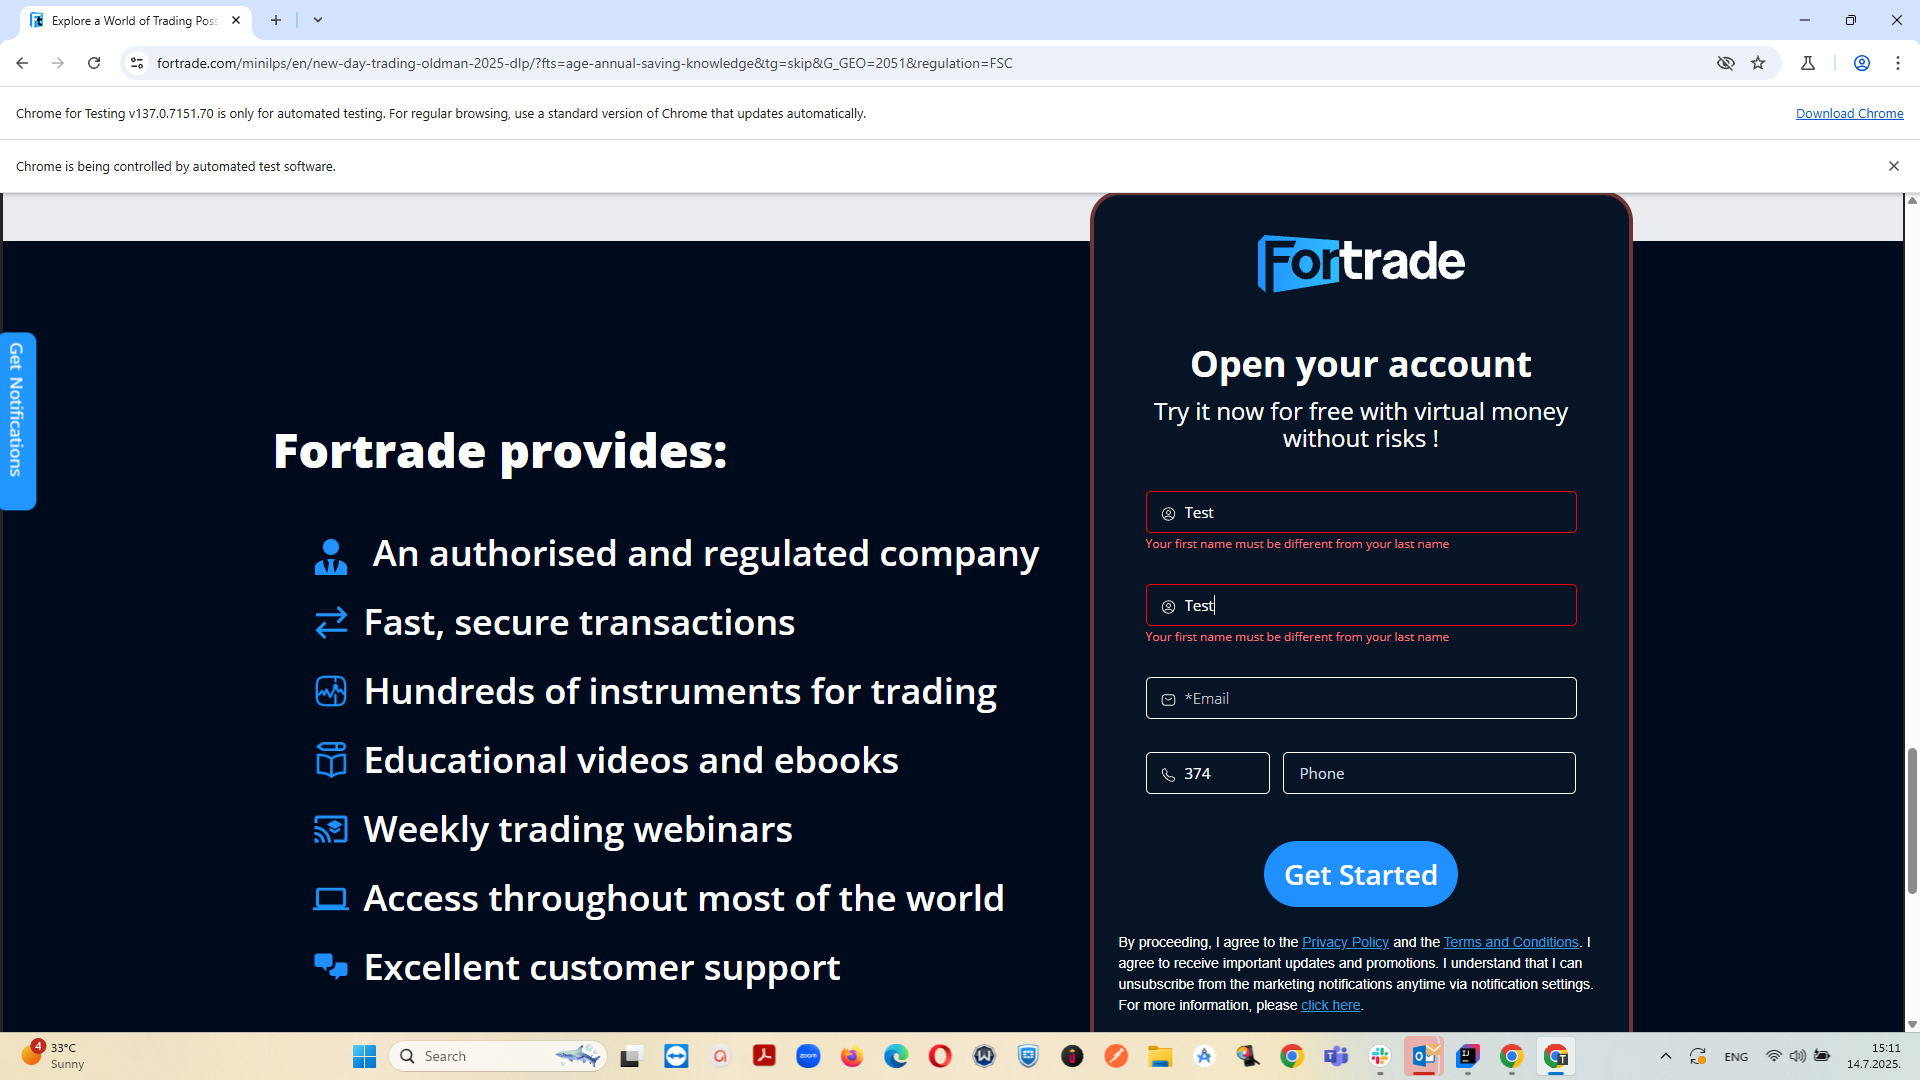 Explore a World of Trading Poss
fortrade.com/minilps/en/new-day-trading-oldman-2025-dlp/?fts=age-annual-saving-knowledge&tg=skip&G_GEO=2051&regulation=FSC
Chrome for Testing v137.0.7151.70 is only for automated testing. For regular browsing, use a standard version of Chrome that updates automatically.
Download Chrome
Chrome is being controlled by automated test software.
Get Notifications
Fortrade provides:
An authorised and regulated company
Fast, secure transactions
Hundreds of instruments for trading
Educational videos and ebooks
Weekly trading webinars
Access throughout most of the world
Excellent customer support
Fortrade
Open your account
Try it now for free with virtual money
without risks !
Test
Your first name must be different from your last name
Test
Your first name must be different from your last name
*Email
374
Phone
Get Started
By proceeding, I agree to the Privacy Policy and the Terms and Conditions. I
agree to receive important updates and promotions. I understand that I can
unsubscribe from the marketing notifications anytime via notification settings.
For more information, please click here.
4
33°C
Sunny
Search
zoom
ENG
15:11
14.7.2025.